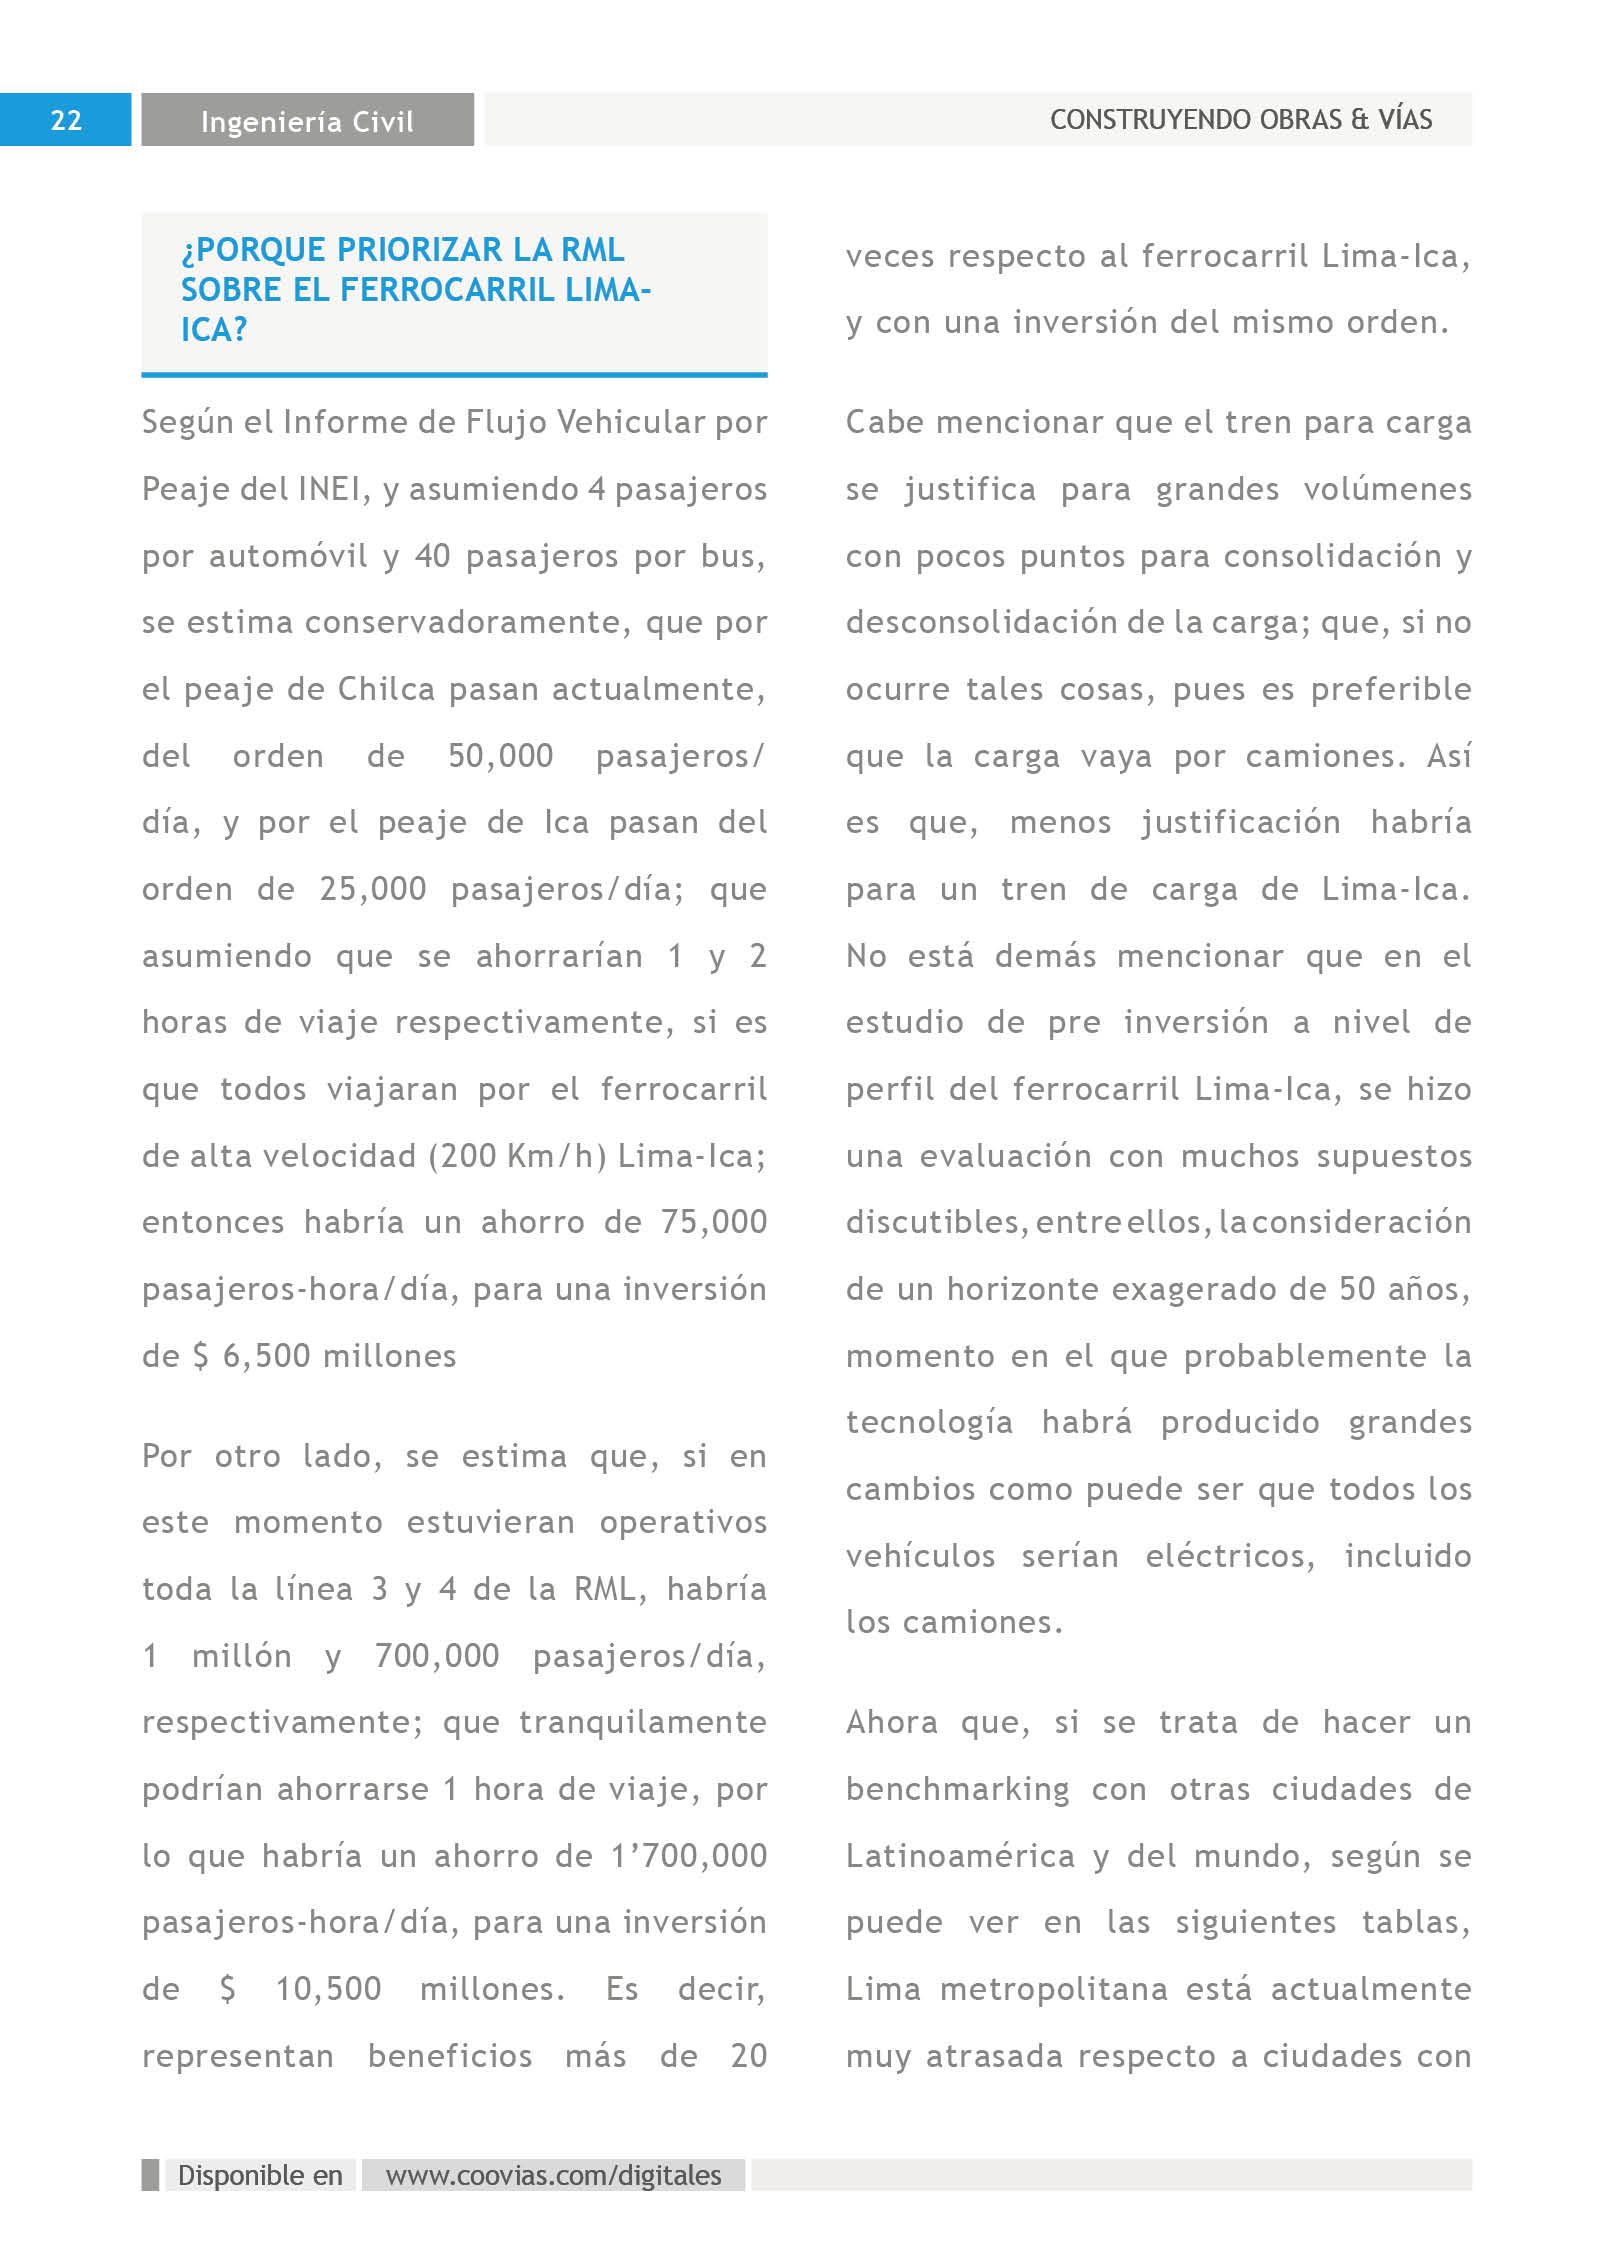 22
Ingeniería Civil
CONSTRUYENDO OBRAS & VÍAS
¿PORQUE PRIORIZAR LA RML
SOBRE EL FERROCARRIL LIMA-
ICA?
Según el Informe de Flujo Vehicular por
Peaje del INEI, y asumiendo 4 pasajeros
por automóvil y 40 pasajeros por bus,
se estima conservadoramente, que por
el peaje de Chilca pasan actualmente,
del orden de 50,000 pasajeros/
día, y por el peaje de Ica pasan del
orden de 25,000 pasajeros/día; que
asumiendo que se ahorrarían 1 y 2
horas de viaje respectivamente, si es
que todos viajaran por el ferrocarril
de alta velocidad (200 Km/h) Lima-Ica;
entonces habría un ahorro de 75,000
pasajeros-hora/día, para una inversión
de $ 6,500 millones
Por otro lado, se estima que, si en
este momento estuvieran operativos
toda la línea 3 y 4 de la RML, habría
1 millón y 700,000 pasajeros/día,
respectivamente; que tranquilamente
podrían ahorrarse 1 hora de viaje, por
lo que habría un ahorro de 1’700,000
pasajeros-hora/día, para una inversión
de $ 10,500 millones. Es decir,
representan beneficios más de 20
veces respecto al ferrocarril Lima-Ica,
y con una inversión del mismo orden.
Cabe mencionar que el tren para carga
se justifica para grandes volúmenes
con pocos puntos para consolidación y
desconsolidación de la carga; que, si no
ocurre tales cosas, pues es preferible
que la carga vaya por camiones. Así
es que, menos justificación habría
para un tren de carga de Lima-Ica.
No está demás mencionar que en el
estudio de pre inversión a nivel de
perfil del ferrocarril Lima-Ica, se hizo
una evaluación con muchos supuestos
discutibles, entre ellos, la consideración
de un horizonte exagerado de 50 años,
momento en el que probablemente la
tecnología habrá producido grandes
cambios como puede ser que todos los
vehículos serían eléctricos, incluido
los camiones.
Ahora que, si se trata de hacer un
benchmarking con otras ciudades de
Latinoamérica y del mundo, según se
puede ver en las siguientes tablas,
Lima metropolitana está actualmente
muy atrasada respecto a ciudades con
Disponible en
www.coovias.com/digitales